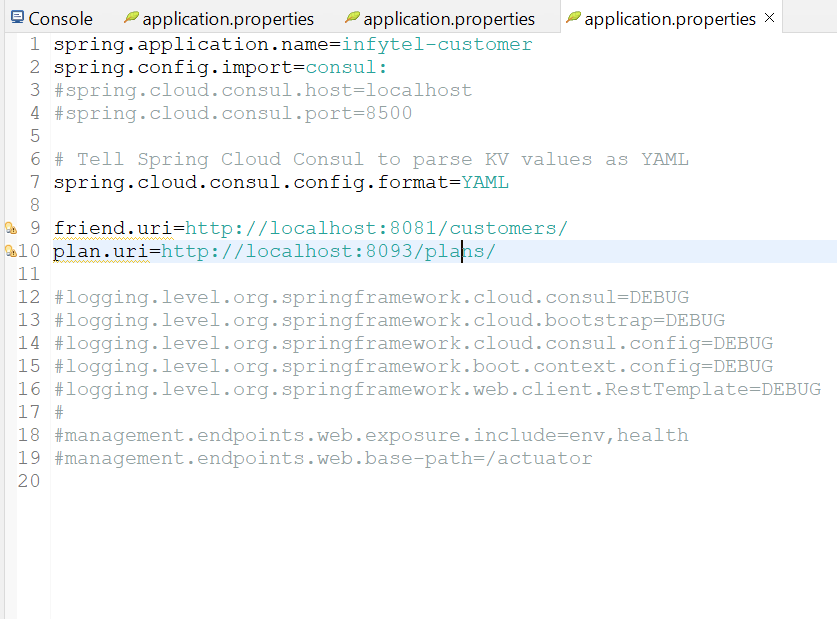 Console application.properties application.properties application.properties
1 spring.application.name=infytel-customer
2 spring.config.import=consul:
3 #spring.cloud.consul.host=localhost
4 #spring.cloud.consul.port=8500
5
6 # Tell Spring Cloud Consul to parse KV values as YAML
7 spring.cloud.consul.config.format=YAML
8
9 friend.uri=http://localhost:8081/customers/
10 plan.uri=http://localhost:8093/plans/
11
12 #logging.level.org.springframework.cloud.consul=DEBUG
13 #logging.level.org.springframework.cloud.bootstrap=DEBUG
14 #logging.level.org.springframework.cloud.consul.config=DEBUG
15 #logging.level.org.springframework.boot.context.config=DEBUG
16 #logging.level.org.springframework.web.client.RestTemplate=DEBUG
17 #
18 #management.endpoints.web.exposure.include=env,health
19 #management.endpoints.web.base-path=/actuator
20